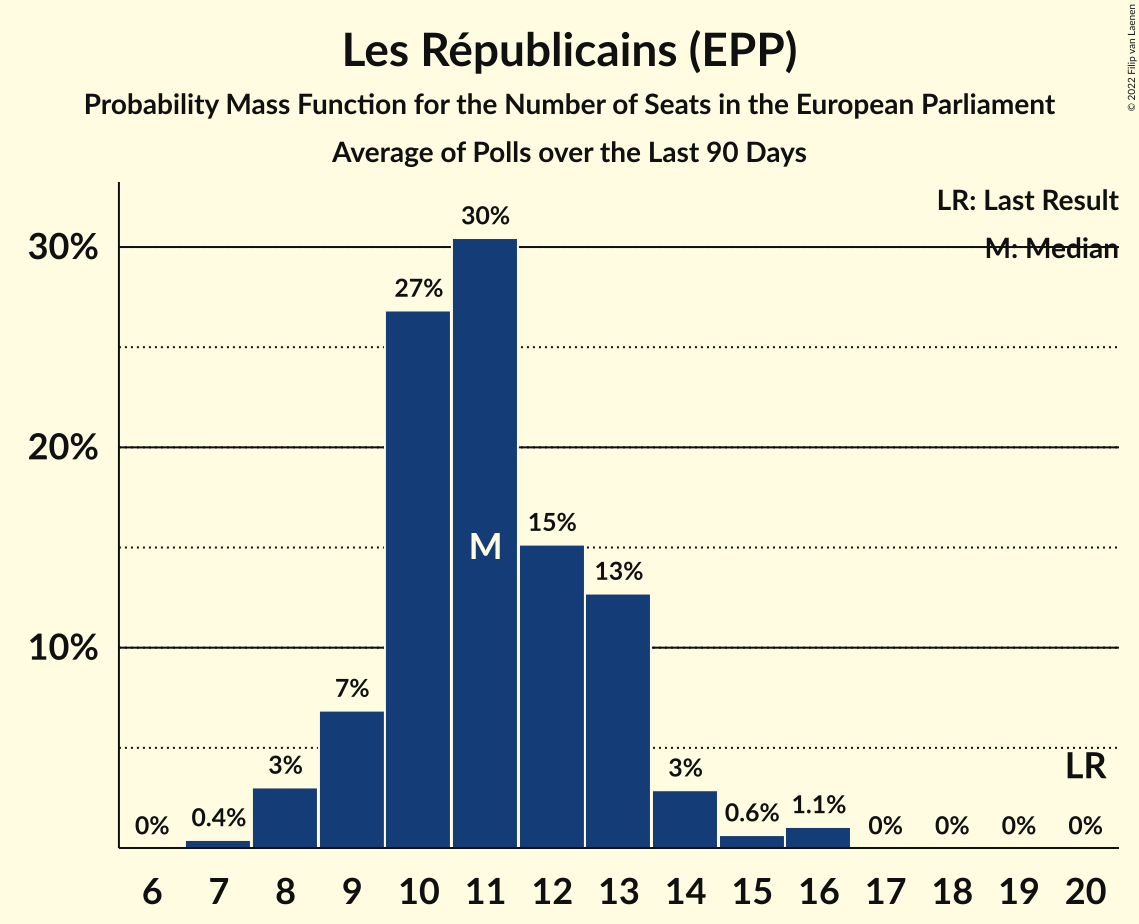 Les Républicains (EPP)
Probability Mass Function for the Number of Seats in the European Parliament
Average of Polls over the Last 90 Days
© 2022 Filip van Laenen
LR: Last Result
M: Median
30%
20%
10%
0%
0.4%
3%
7%
27%
30%
M
15%
13%
3%
0.6%
1.1%
0%
0%
0%
LR
0%
6 7 8 9 10 11 12 13 14 15 16 17 18 19 20